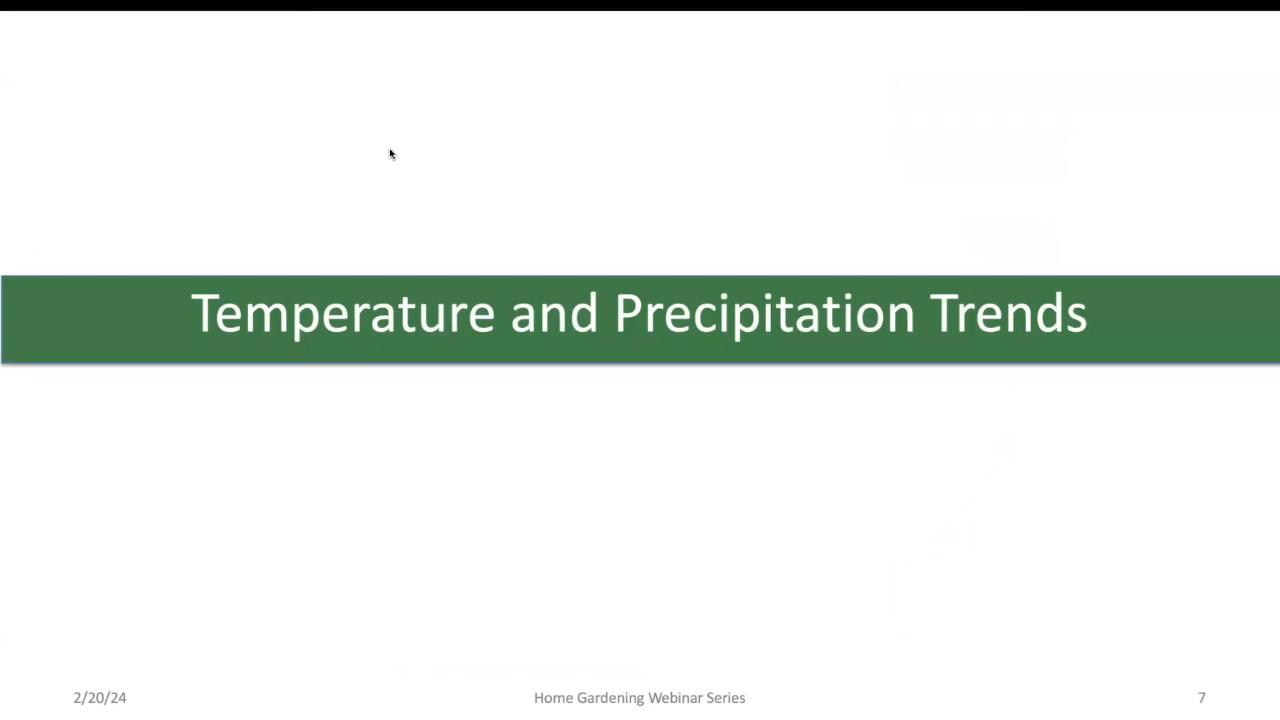 Temperature and Precipitation Trends
2/20/24
Home Gardening Webinar Series
7